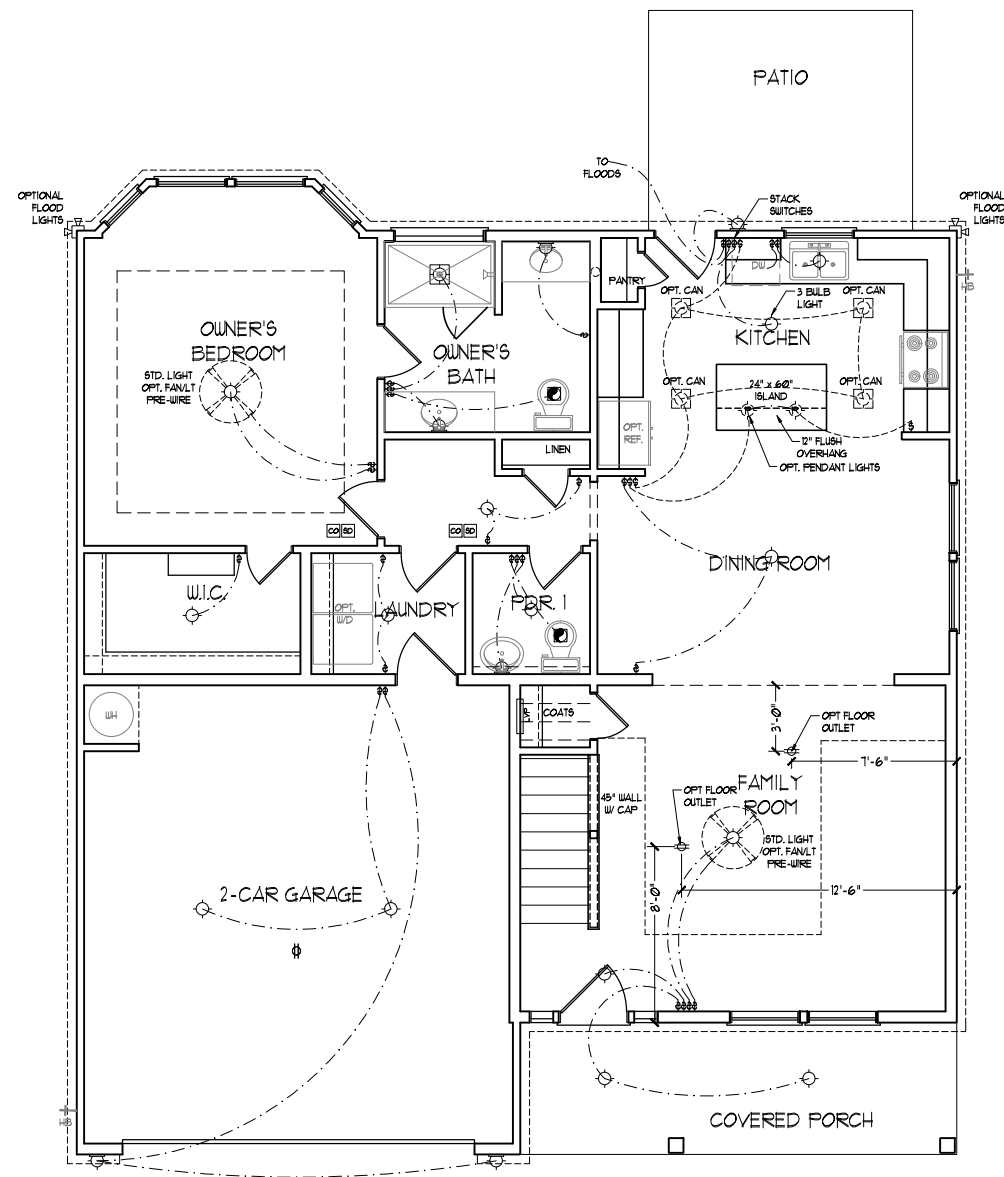 PATIO
TO
FLOODS
OPTIONAL
FLOOD
LIGHTS
OPTIONAL
FLOOD
LIGHTS
STACK
SWITCHES
DW
HB
PANTRY
OPT. CAN
3 BULB
LIGHT
OPT. CAN
KITCHEN
OWNER'S
BEDROOM
STD. LIGHT
OPT. FAN/LT
PRE-WIRE
OWNER'S
BATH
OPT. CAN
24" x 60"
ISLAND
OPT. CAN
OPT.
REF.
12" FLUSH
OVERHANG
OPT. PENDANT LIGHTS
LINEN
CO SD
CO SD
DINING ROOM
W.I.C.
OPT.
W/D
LAUNDRY
PDR. 1
WH
LVP
COATS
3'-0"
OPT FLOOR
OUTLET
7'-6"
45" WALL
W/ CAP
OPT FLOOR
OUTLET
FAMILY
ROOM
STD. LIGHT
OPT. FAN/LT
PRE-WIRE
2-CAR GARAGE
8'-0"
12'-6"
HB
COVERED PORCH